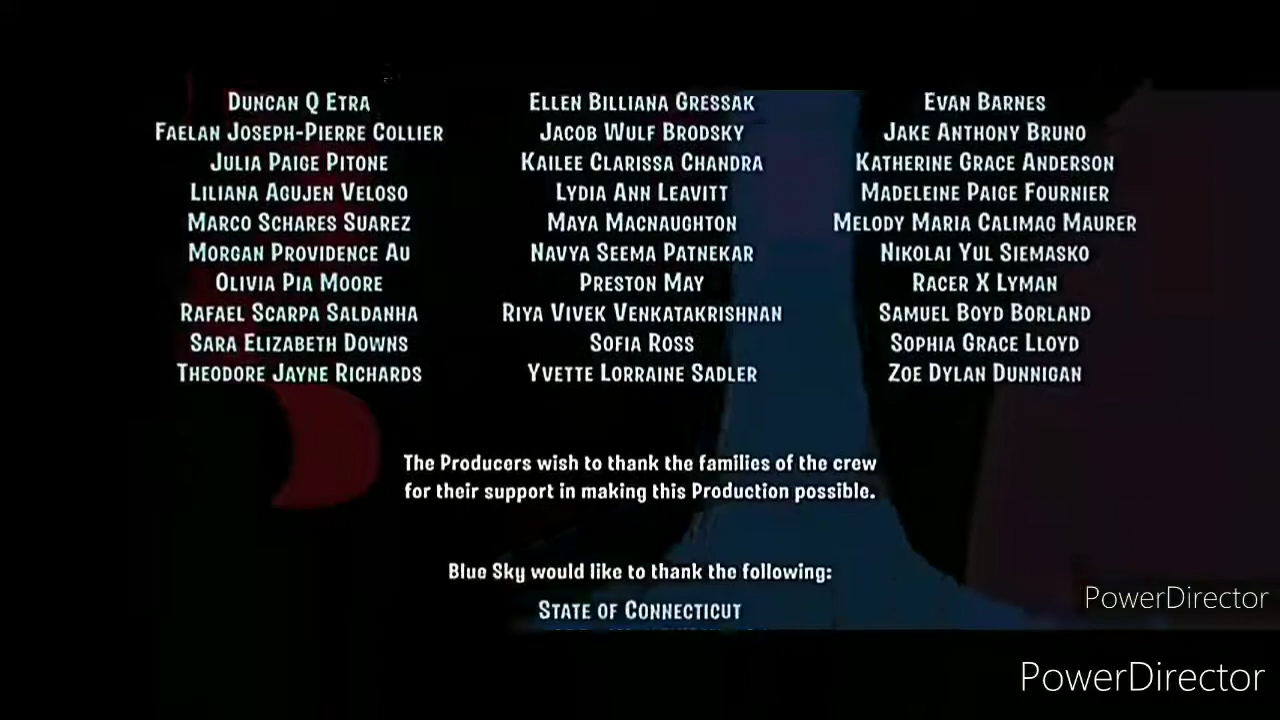 Duncan Q Etra Ellen Billiana Gressak Evan Barnes
Faelan Joseph-Pierre Collier Jacob Wulf Brodsky Jake Anthony Bruno
Julia Paige Pitone Kailee Clarissa Chandra Katherine Grace Anderson
Liliana Agujen Veloso Lydia Ann Leavitt Madeleine Paige Fournier
Marco Schares Suarez Maya Macnaughton Melody Maria Calimag Maurer
Morgan Providence Au Navya Seema Patnekar Nikolai Yul Siemasko
Olivia Pia Moore Preston May Racer X Lyman
Rafael Scarpa Saldanha Riya Vivek Venkatakrishnan Samuel Boyd Borland
Sara Elizabeth Downs Sofia Ross Sophia Grace Lloyd
Theodore Jayne Richards Yvette Lorraine Sadler Zoe Dylan Dunnigan
The Producers wish to thank the families of the crew
for their support in making this Production possible.
Blue Sky would like to thank the following:
State of Connecticut
PowerDirector
PowerDirector